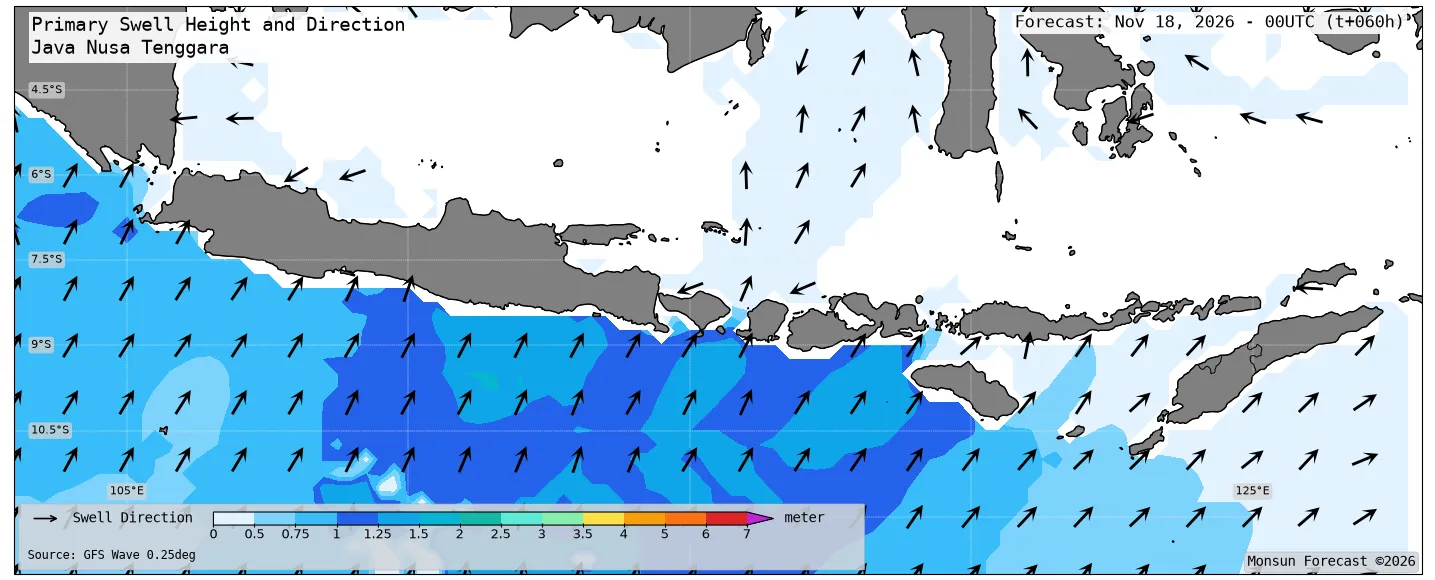 Primary Swell Height and Direction
Java Nusa Tenggara
Forecast: Nov 18, 2026 - 00UTC (t+060h)
4.5°S
6°S
7.5°S
9°S
10.5°S
105°E
125°E
Swell Direction
0 0.5 0.75 1 1.25 1.5 2 2.5 3 3.5 4 5 6 7
meter
Source: GFS Wave 0.25deg
Monsun Forecast ©2026